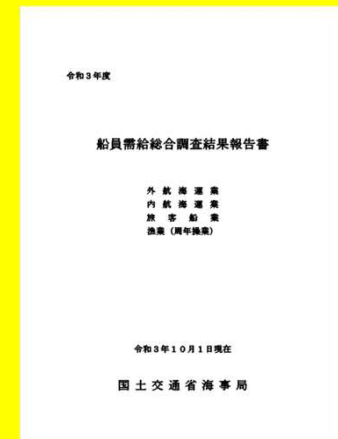 令和3年度
船員需給総合調査結果報告書
外航海運業
内航海運業
旅客船業
漁業（周年操業）
令和3年10月1日現在
国土交通省海事局